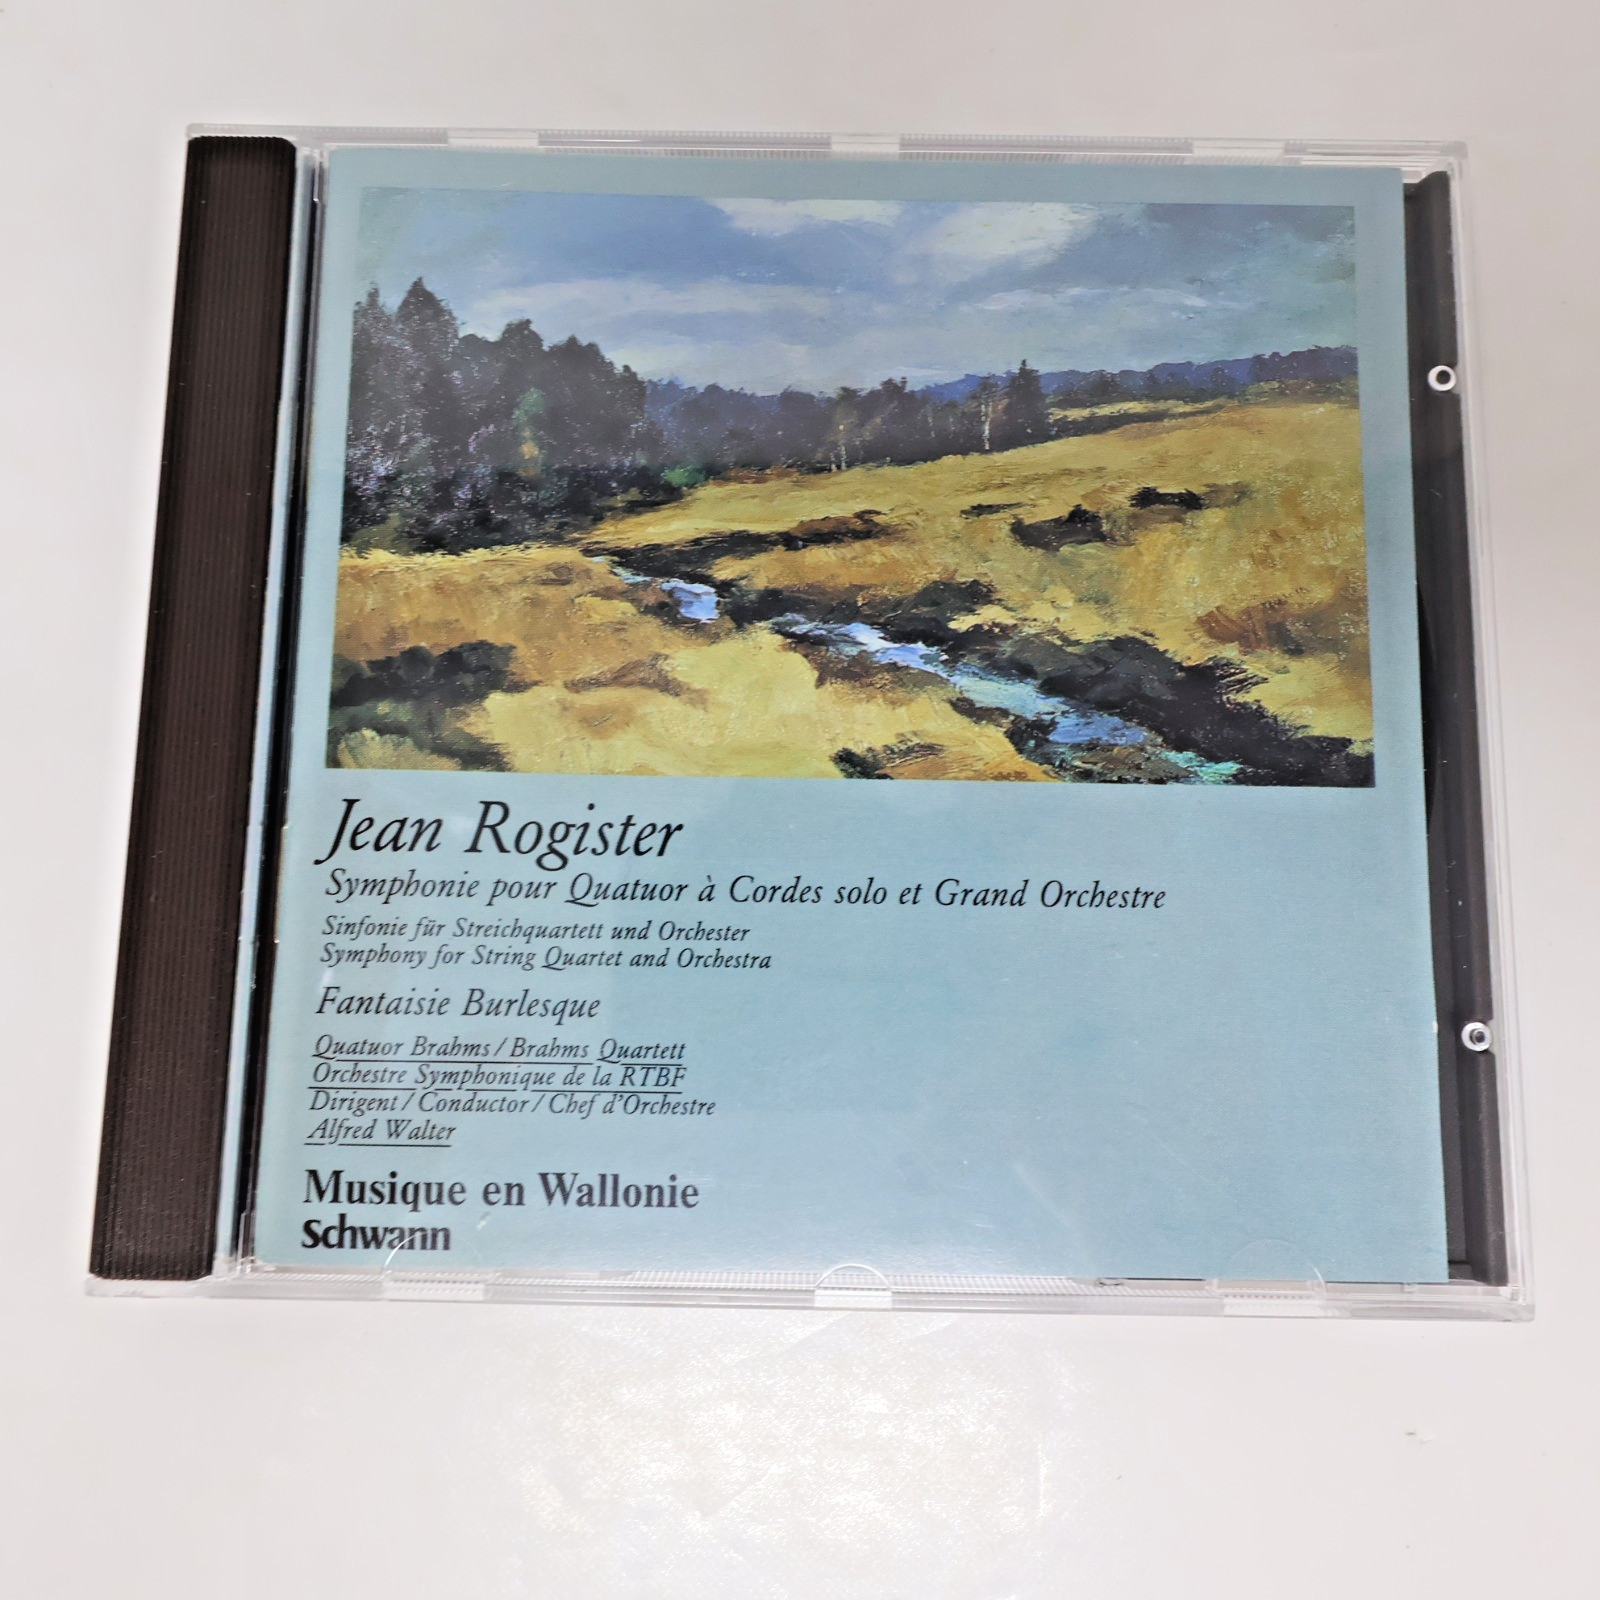 Jean Rogister
Symphonie pour Quatuor à Cordes solo et Grand Orchestre
Sinfonie für Streichquartett und Orchester
Symphony for String Quartet and Orchestra
Fantaisie Burlesque
Quatuor Brahms / Brahms Quartett
Orchestre Symphonique de la RTBF
Dirigent / Conductor / Chef d'Orchestre
Alfred Walter
Musique en Wallonie
Schwann